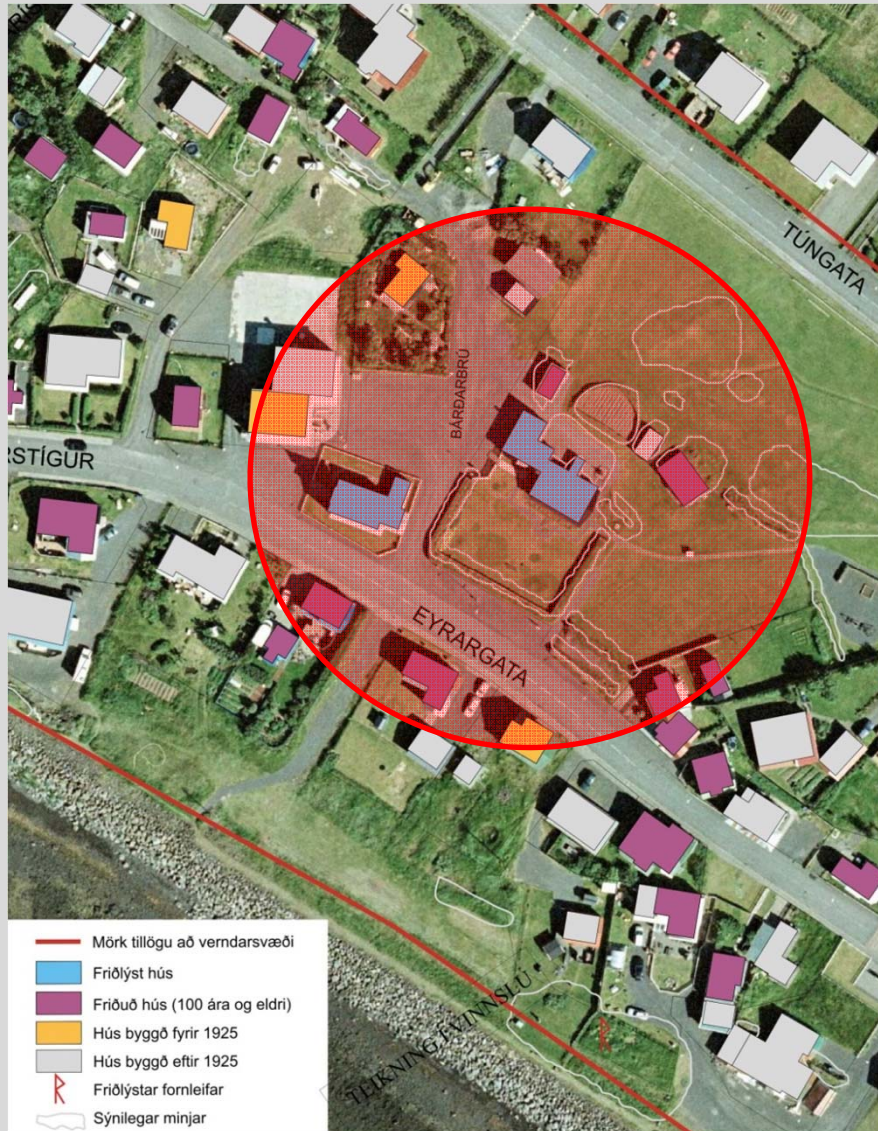 TÚNGATA
BÁRÐARBRÚ
RSTÍGUR
EYRARGATA
TEIKNING Í VINNSLU
Mörk tillögu að verndarsvæði
Friðlýst hús
Friðuð hús (100 ára og eldri)
Hús byggð fyrir 1925
Hús byggð eftir 1925
Friðlýstar fornleifar
Sýnilegar minjar